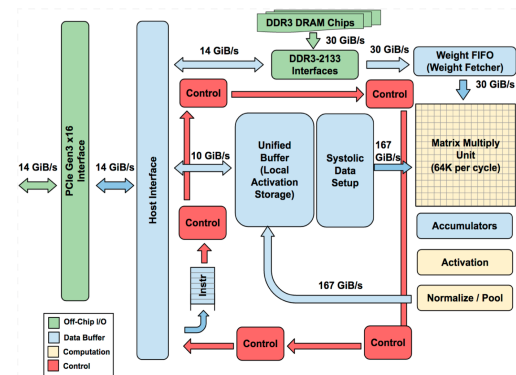 DDR3 DRAM Chips
30 GiB/s
14 GiB/s
DDR3-2133
Interfaces
30 GiB/s
Weight FIFO
(Weight Fetcher)
30 GiB/s
Control
Control
PCIe Gen3 x16
Interface
14 GiB/s
14 GiB/s
Host Interface
10 GiB/s
Unified
Buffer
(Local
Activation
Storage)
Systolic
Data
Setup
167
GiB/s
Matrix Multiply
Unit
(64K per cycle)
Control
Accumulators
Activation
Instr
167 GiB/s
Normalize / Pool
Control
Control
Off-Chip I/O
Data Buffer
Computation
Control